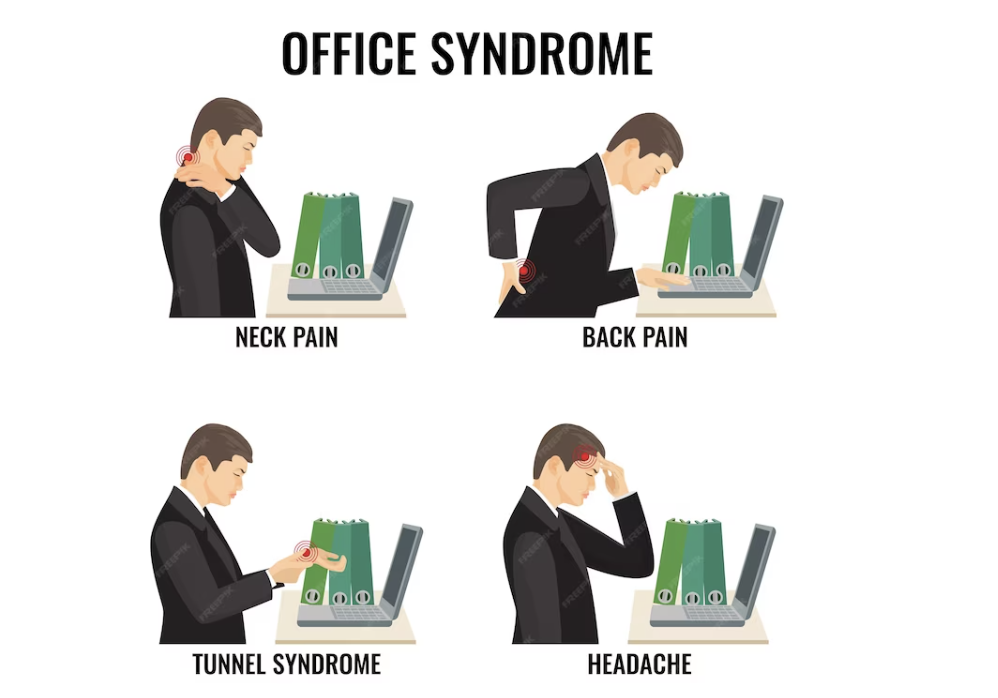 OFFICE SYNDROME
NECK PAIN
BACK PAIN
TUNNEL SYNDROME
HEADACHE